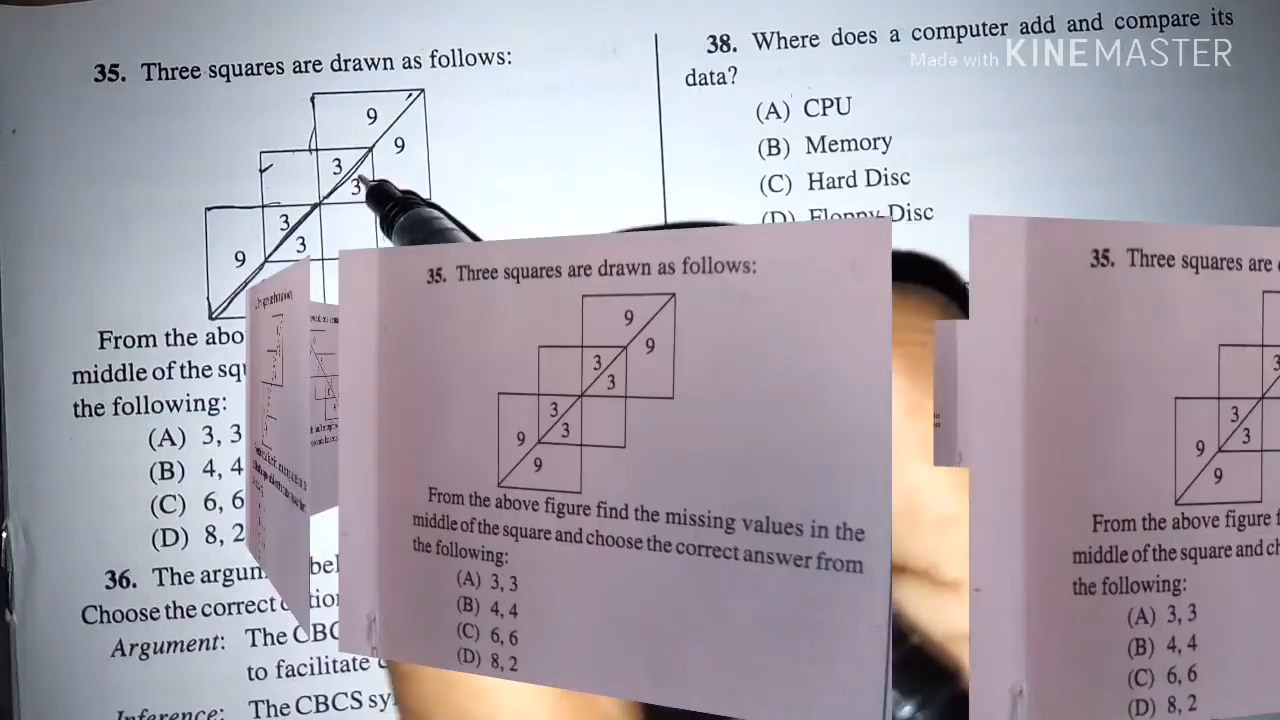 35. Three squares are drawn as follows:
9
9
3
3
3
3
9
From the abo
middle of the squ
the following:
(A) 3, 3
(B) 4, 4
(C) 6, 6
(D) 8, 2
36. The argum
bel
Choose the correct
tion
Argument: The CBC
to facilitate
Inference: The CBCS sy
38. Where does a computer add and compare its
data?
(A) CPU
(B) Memory
(C) Hard Disc
(D) Floppy Disc
Made with KINEMASTER
35. Three squares are drawn as follows:
9
9
3
3
3
3
9
9
From the above figure find the missing values in the
middle of the square and choose the correct answer from
the following:
(A) 3, 3
(B) 4, 4
(C) 6, 6
(D) 8, 2
35. Three squares are
3
3
3
9
9
From the above figure f
middle of the square and ch
the following:
(A) 3, 3
(B) 4, 4
(C) 6, 6
(D) 8, 2